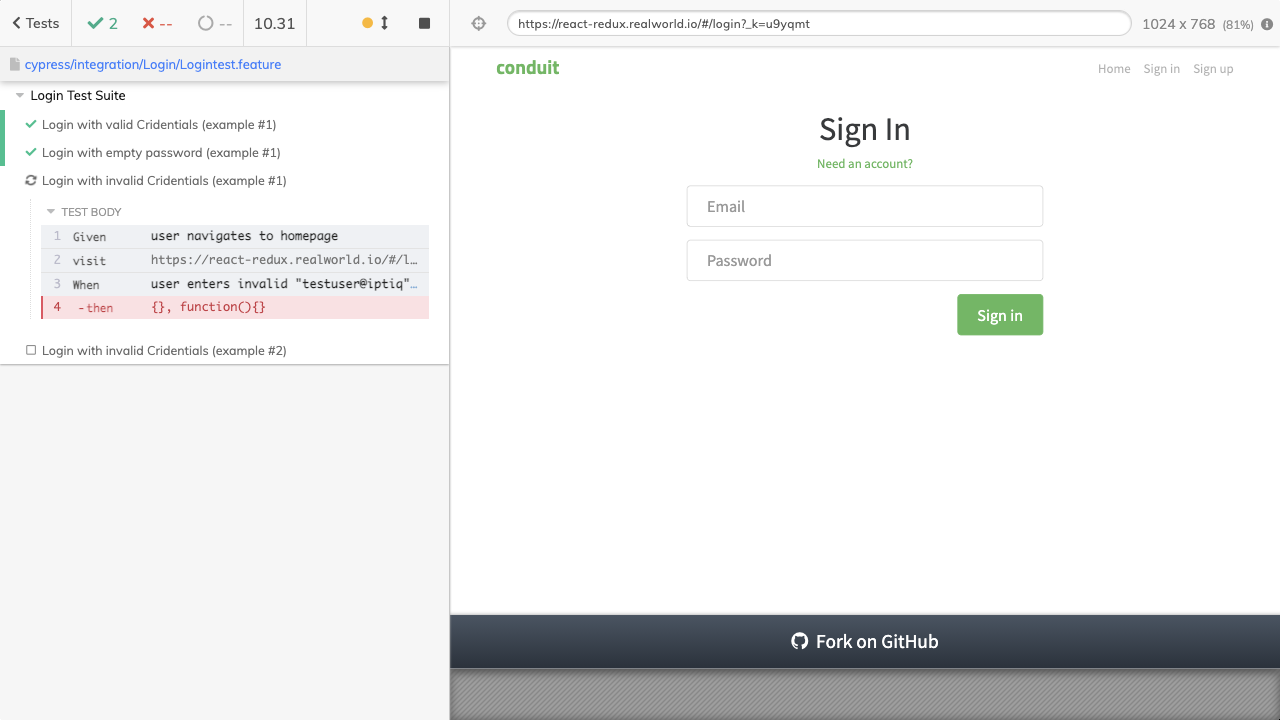 Tests 2 -- -- 10.31
https://react-redux.realworld.io/#/login?_k=u9yqmt 1024 x 768 (81%)
cypress/integration/Login/Logintest.feature
Login Test Suite
Login with valid Cridentials (example #1)
Login with empty password (example #1)
Login with invalid Cridentials (example #1)
TEST BODY
1 Given user navigates to homepage
2 visit https://react-redux.realworld.io/#/l…
3 When user enters invalid "testuser@iptiq"…
4 -then {}, function(){}
Login with invalid Cridentials (example #2)
conduit
Home Sign in Sign up
Sign In
Need an account?
Email
Password
Sign in
Fork on GitHub